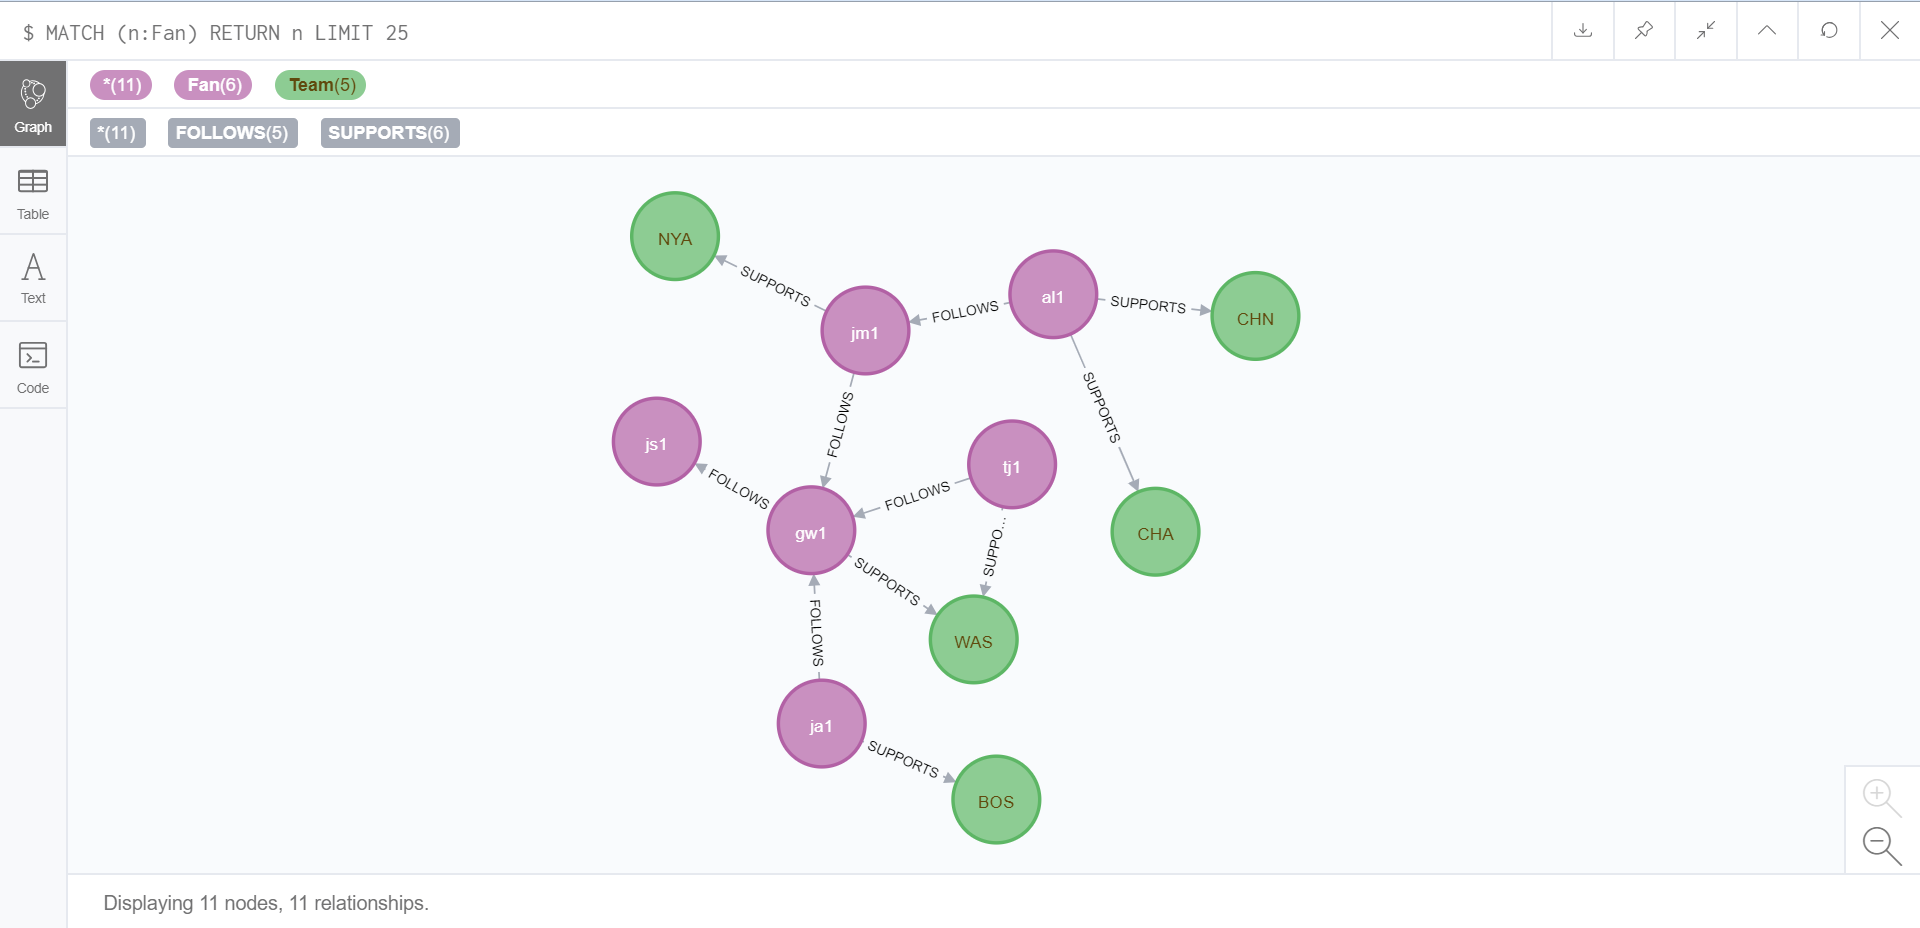 $ MATCH (n:Fan) RETURN n LIMIT 25
*(11) Fan(6) Team(5)
Graph
*(11) FOLLOWS(5) SUPPORTS(6)
Table
Text
Code
NYA
SUPPORTS
al1
SUPPORTS
CHN
FOLLOWS
jm1
SUPPORTS
FOLLOWS
js1
tj1
FOLLOWS
FOLLOWS
gw1
SUPPO...
CHA
SUPPORTS
FOLLOWS
WAS
ja1
SUPPORTS
BOS
Displaying 11 nodes, 11 relationships.